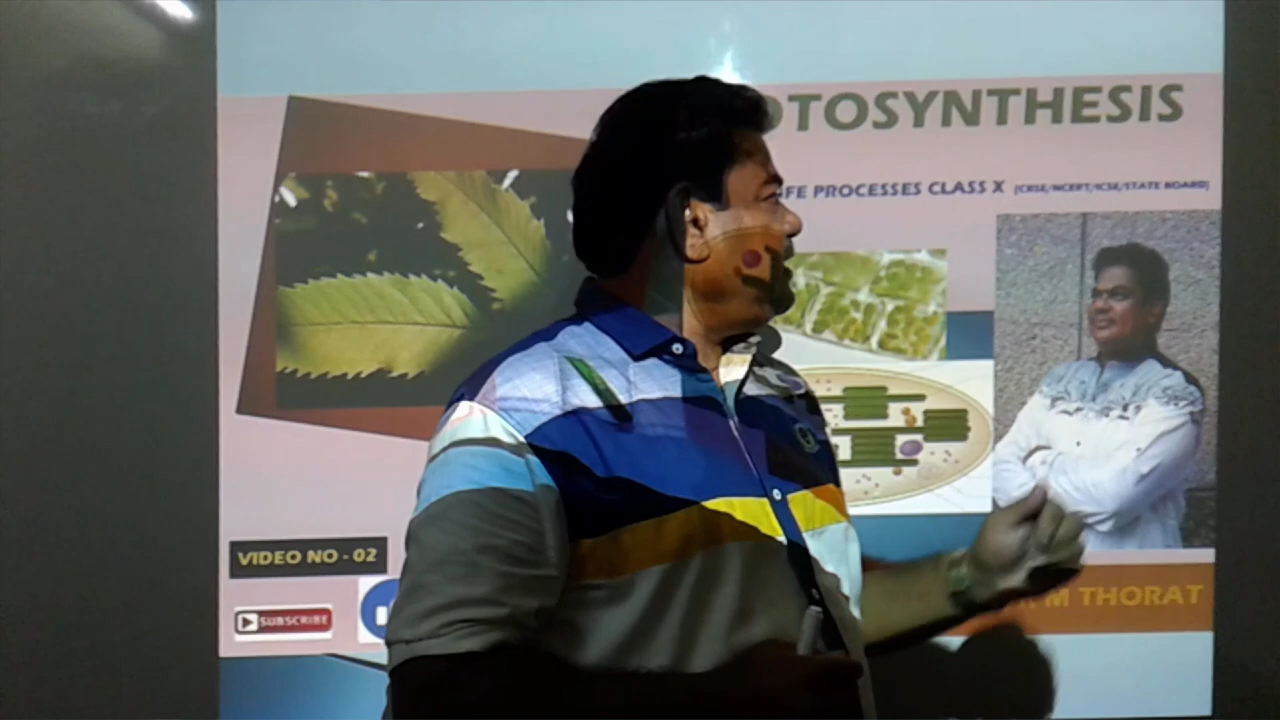 OTOSYNTHESIS
FE PROCESSES CLASS X [CBSE/NCERT/ICSE/STATE BOARD]
VIDEO NO - 02
SUBSCRIBE
M THORAT